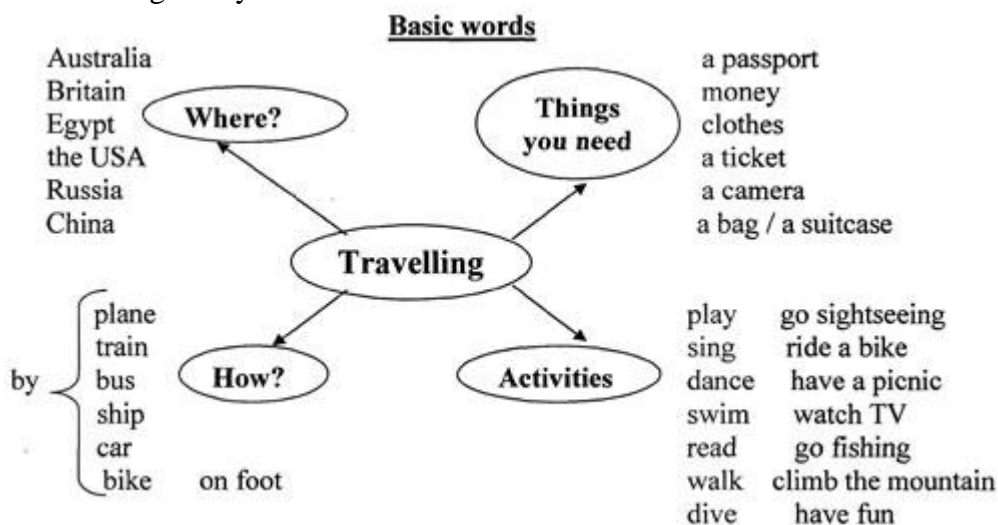 Basic words
Australia
Britain
Egypt
the USA
Russia
China
Where?
Things
you need
a passport
money
clothes
a ticket
a camera
a bag / a suitcase
Travelling
by
plane
train
bus
ship
car
bike on foot
How?
Activities
play go sightseeing
sing ride a bike
dance have a picnic
swim watch TV
read go fishing
walk climb the mountain
dive have fun